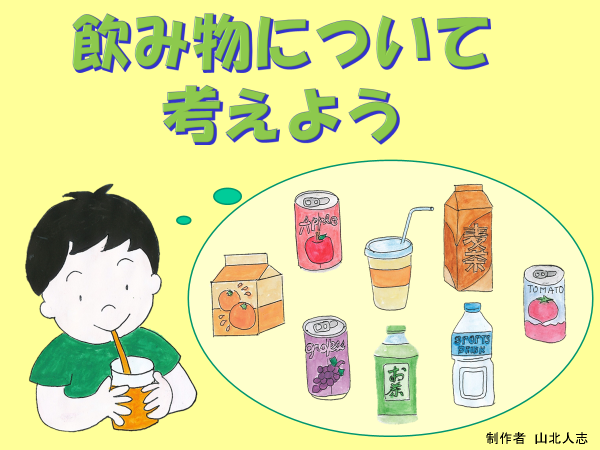 飲み物について
考えよう
Apple
麦茶
TOMATO
grapes
お茶
SPORTS
DRINK
制作者 山北人志